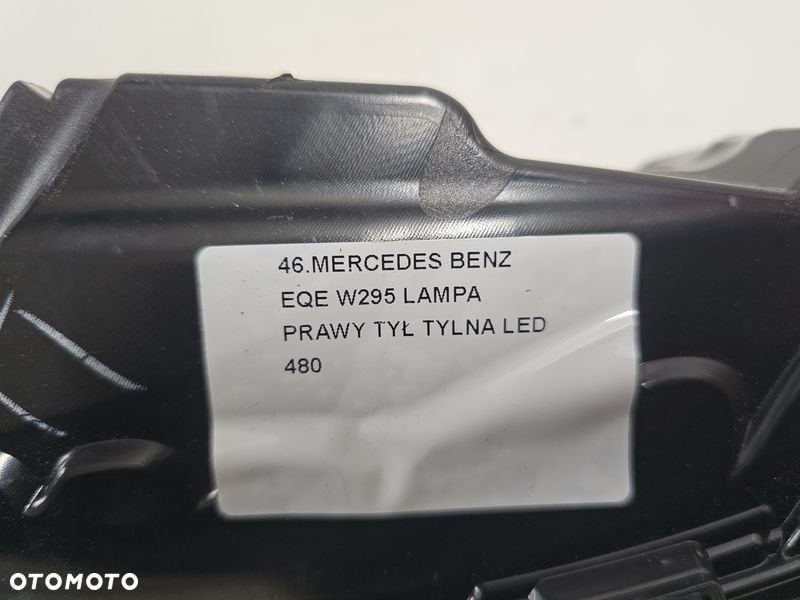 46.MERCEDES BENZ
EQE W295 LAMPA
PRAWY TYŁ TYLNA LED
480
OTOMOTO